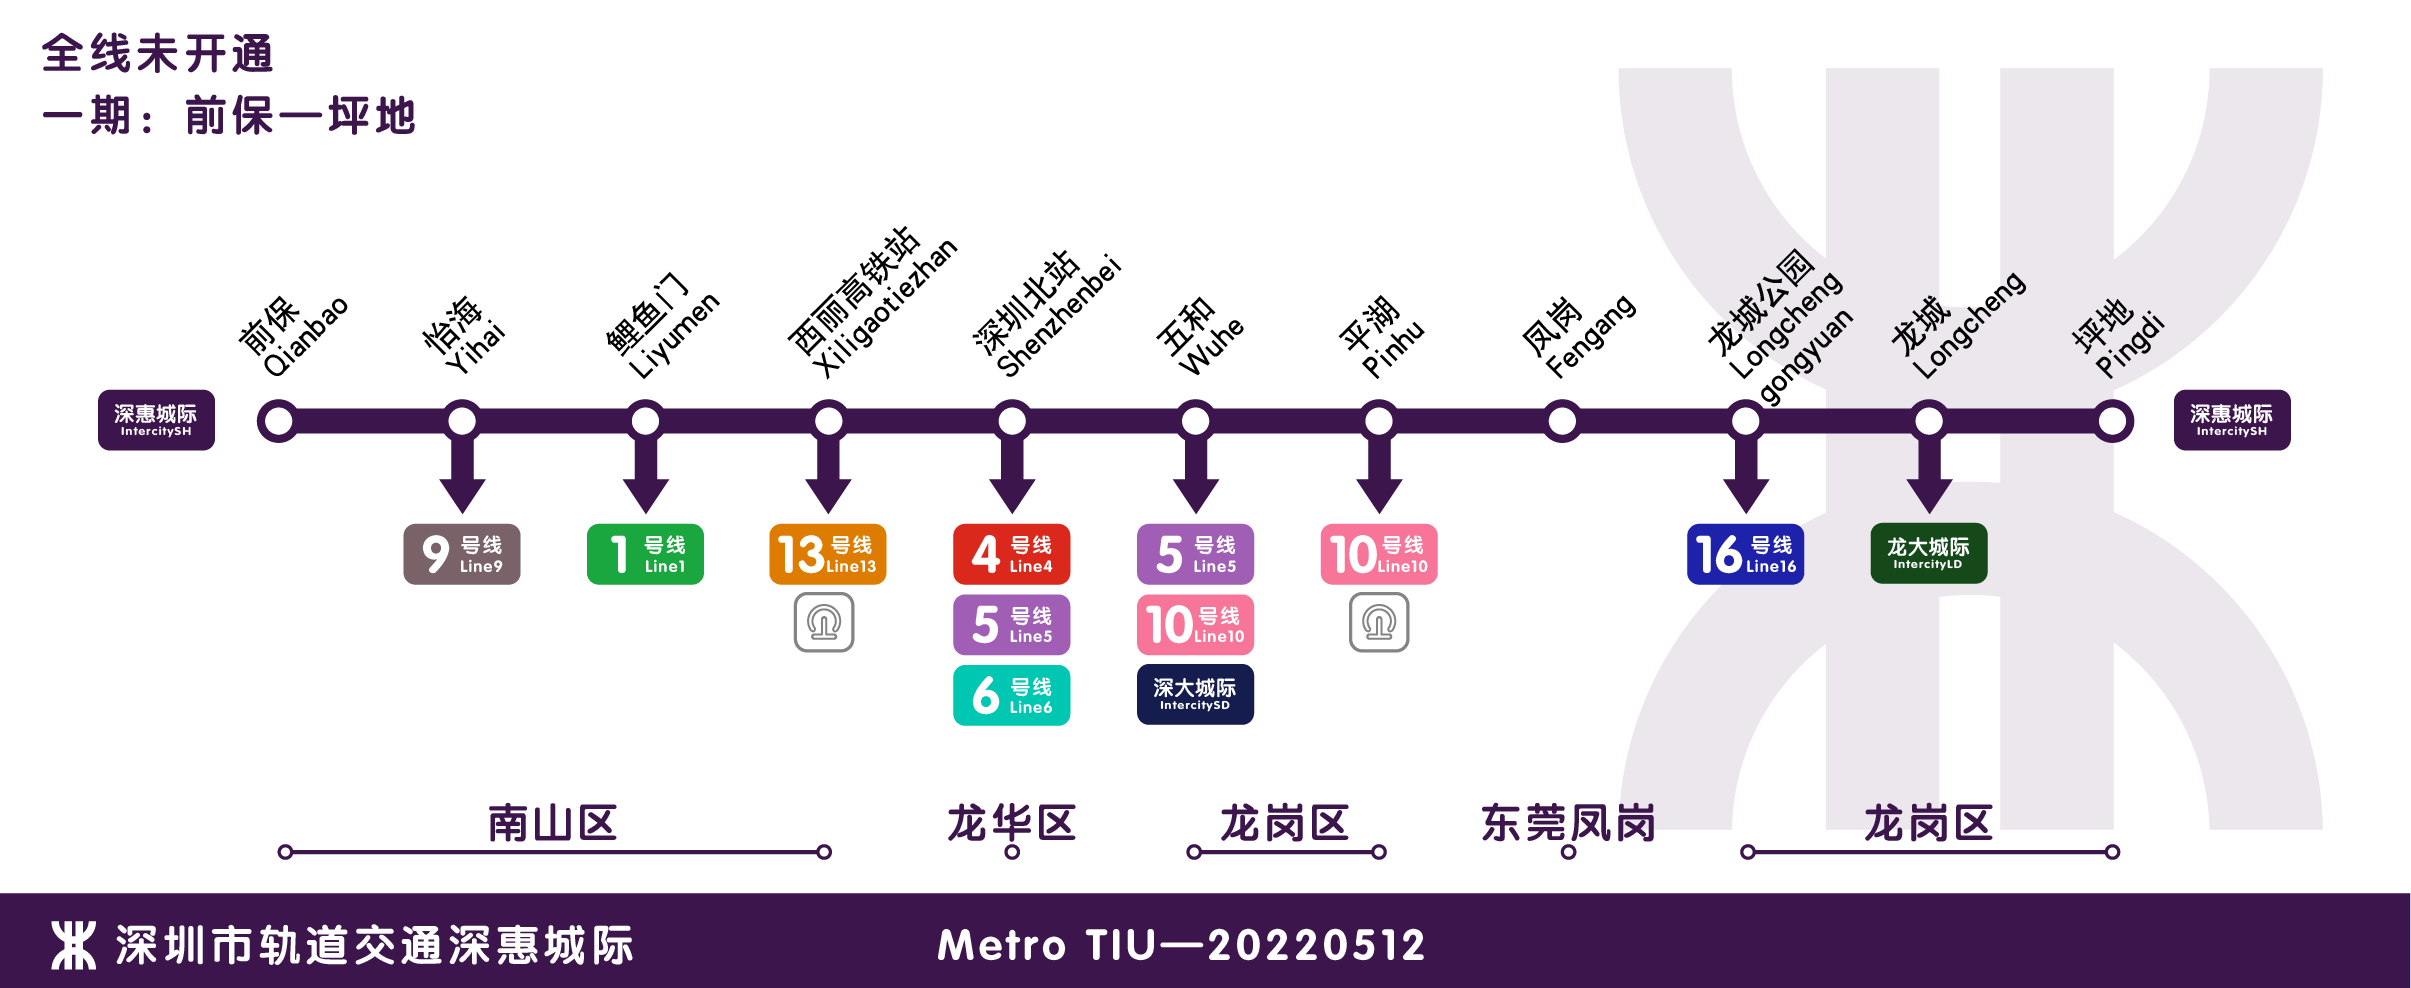 全线未开通
一期：前保—坪地
前保
Qianbao
怡海
Yihai
鲤鱼门
Liyumen
西丽高铁站
Xiligaotiezhan
深圳北站
Shenzhenbei
五和
Wuhe
平湖
Pinhu
凤岗
Fengang
龙城公园
Longcheng
gongyuan
龙城
Longcheng
坪地
Pingdi
深惠城际
IntercitySH
深惠城际
IntercitySH
9 号线
Line9
1 号线
Line1
13 号线
Line13
4 号线
Line4
5 号线
Line5
6 号线
Line6
5 号线
Line5
10 号线
Line10
深大城际
IntercitySD
10 号线
Line10
16 号线
Line16
龙大城际
IntercityLD
南山区
龙华区
龙岗区
东莞凤岗
龙岗区
深圳市轨道交通深惠城际
Metro TIU—20220512